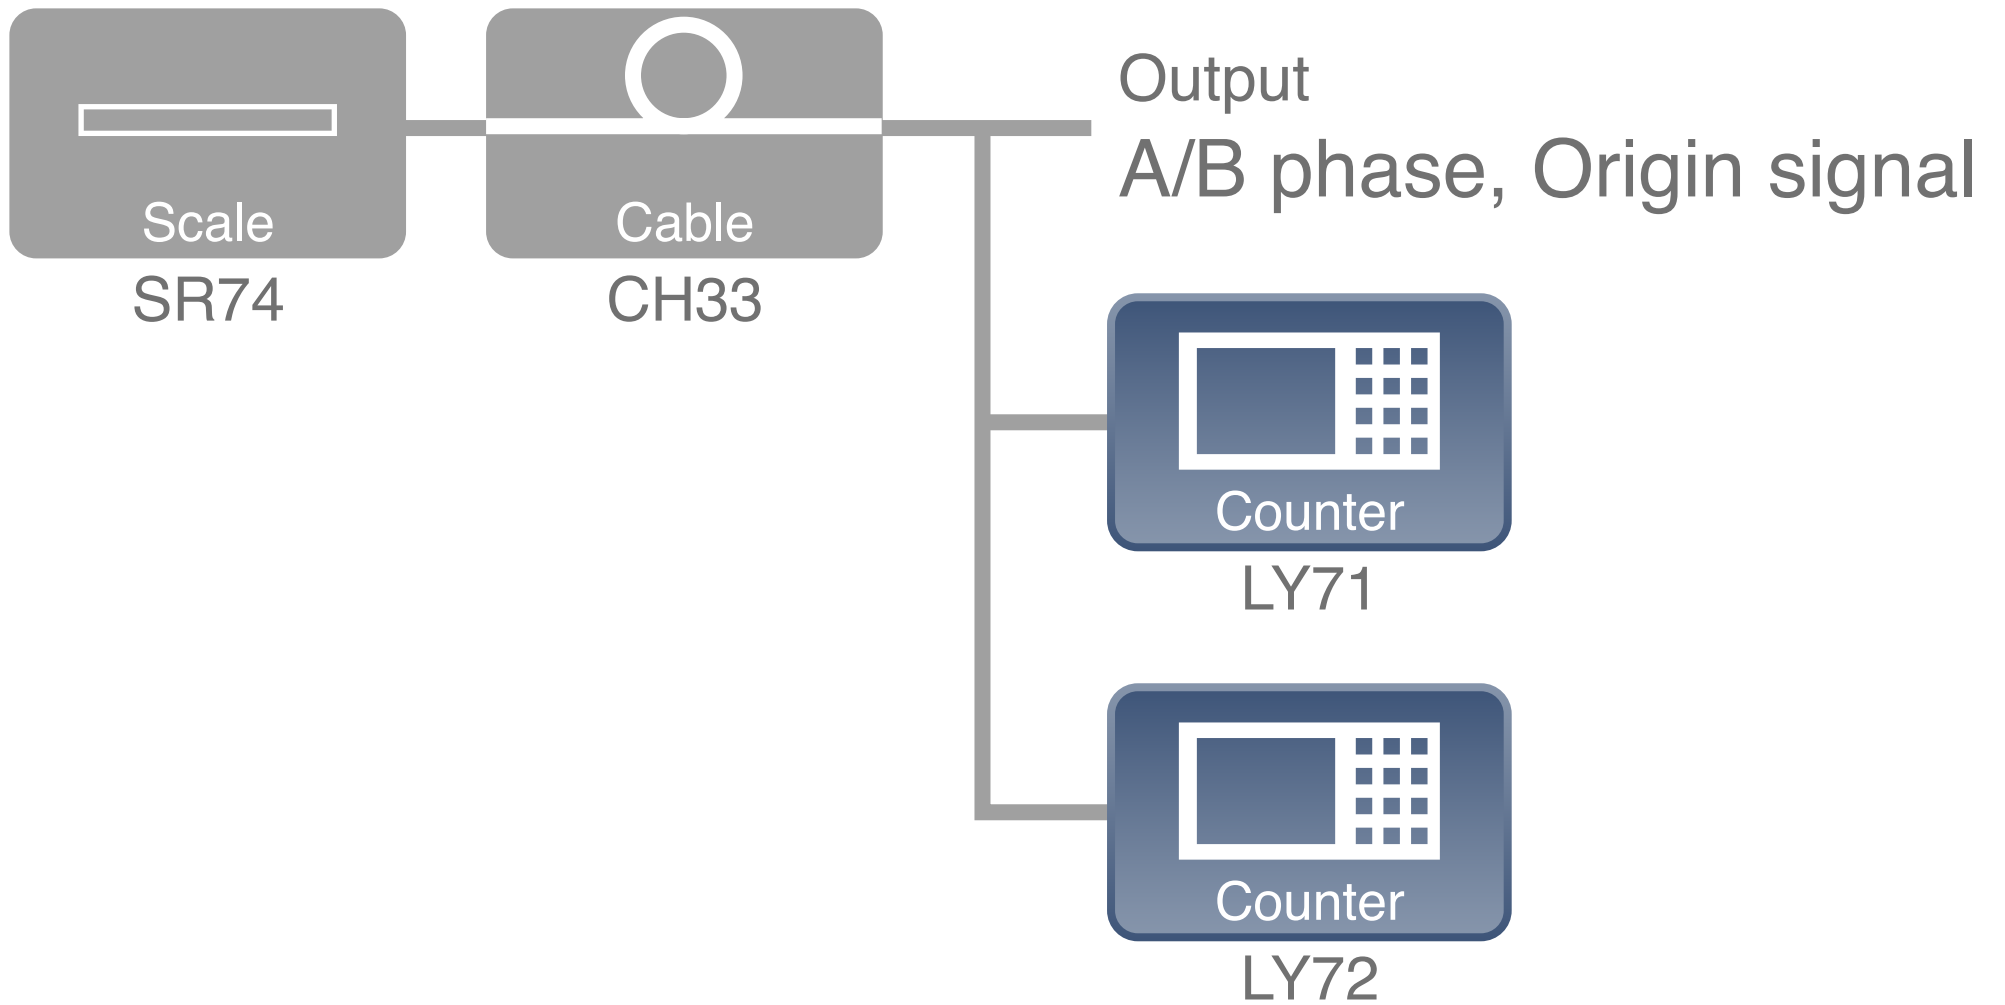 Scale
SR74
Cable
CH33
Output
A/B phase, Origin signal
Counter
LY71
Counter
LY72